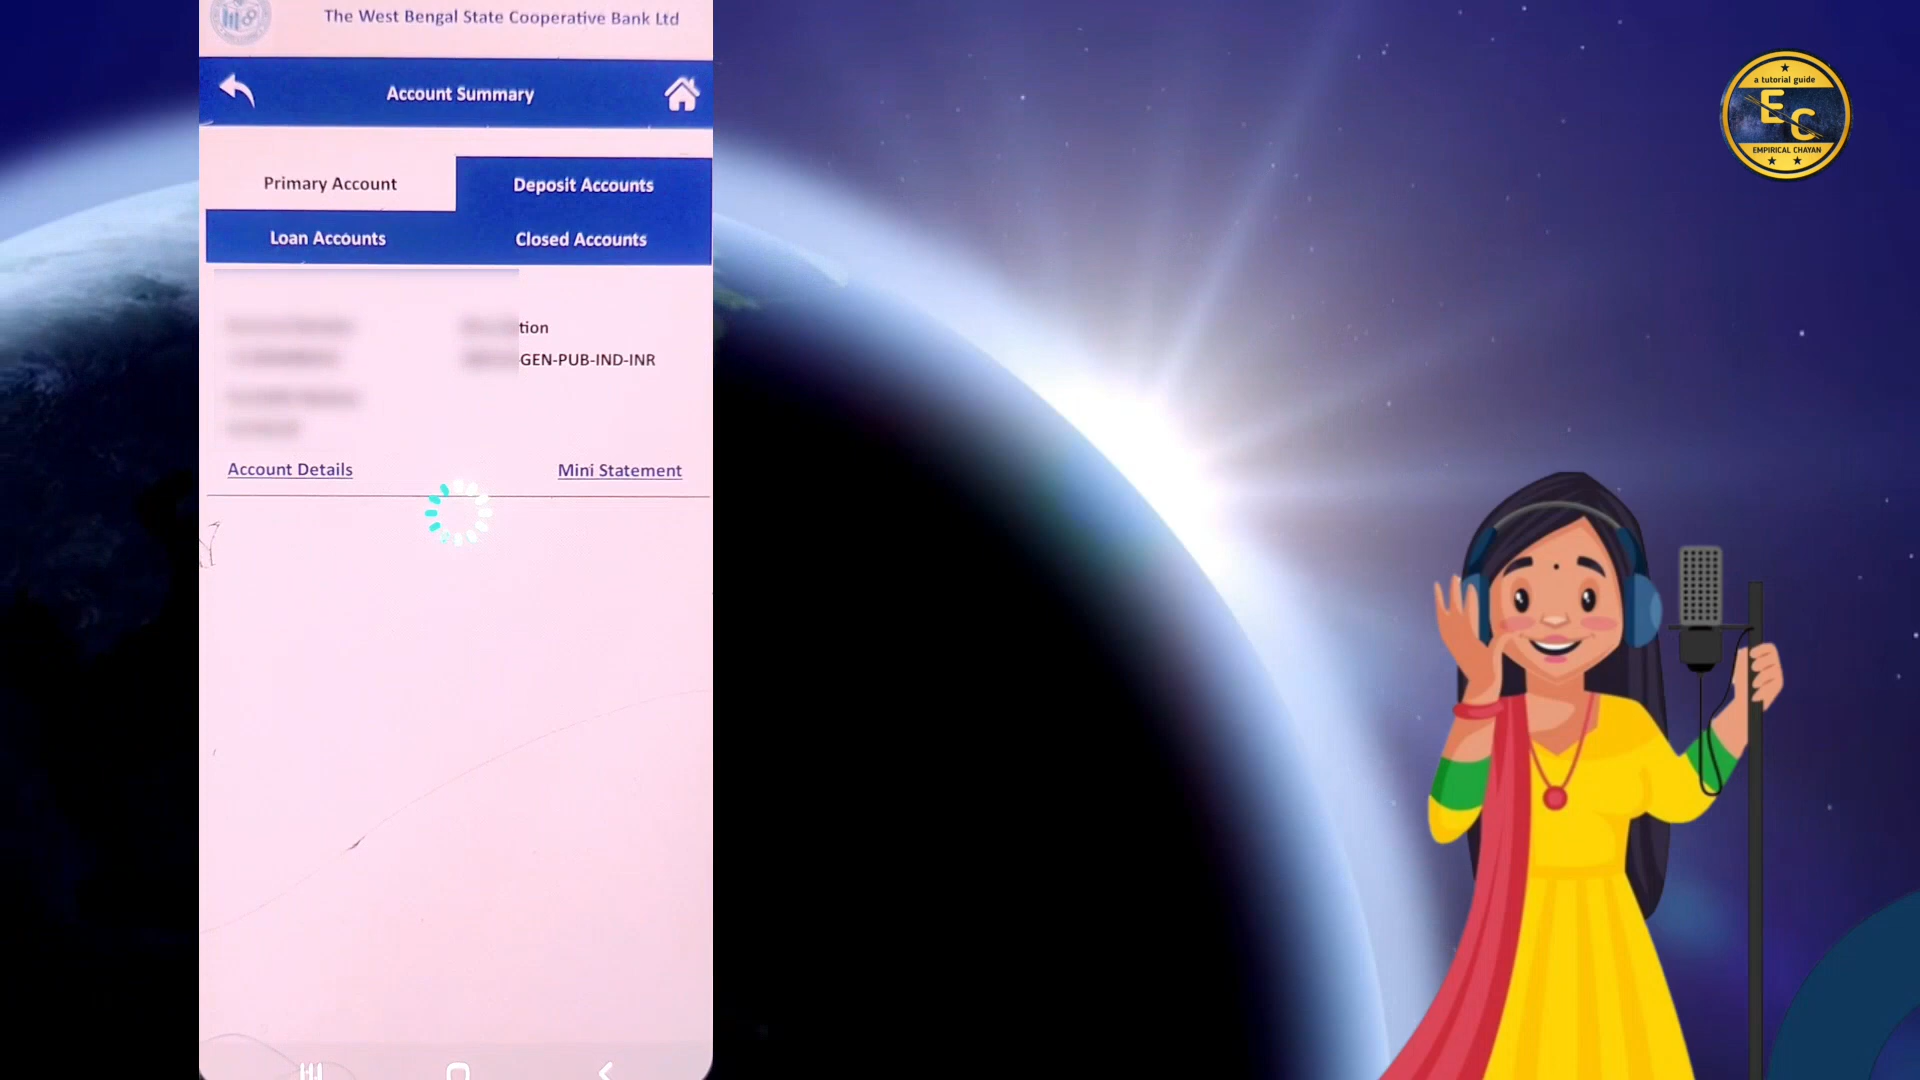 The West Bengal State Cooperative Bank Ltd
Account Summary
Primary Account
Deposit Accounts
Loan Accounts
Closed Accounts
tion
GEN-PUB-IND-INR
Account Details
Mini Statement
a tutorial guide
EC
EMPIRICAL CHAYAN